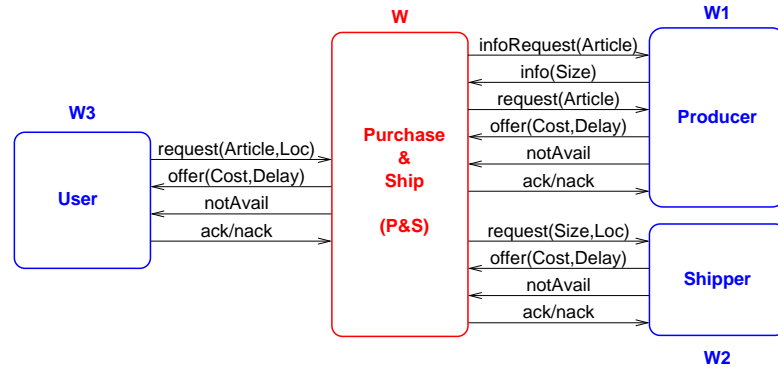 W
W1
infoRequest(Article)
info(Size)
request(Article)
offer(Cost,Delay)
notAvail
ack/nack
Producer
W3
User
request(Article,Loc)
offer(Cost,Delay)
notAvail
ack/nack
Purchase
&
Ship
(P&S)
request(Size,Loc)
offer(Cost,Delay)
notAvail
ack/nack
Shipper
W2